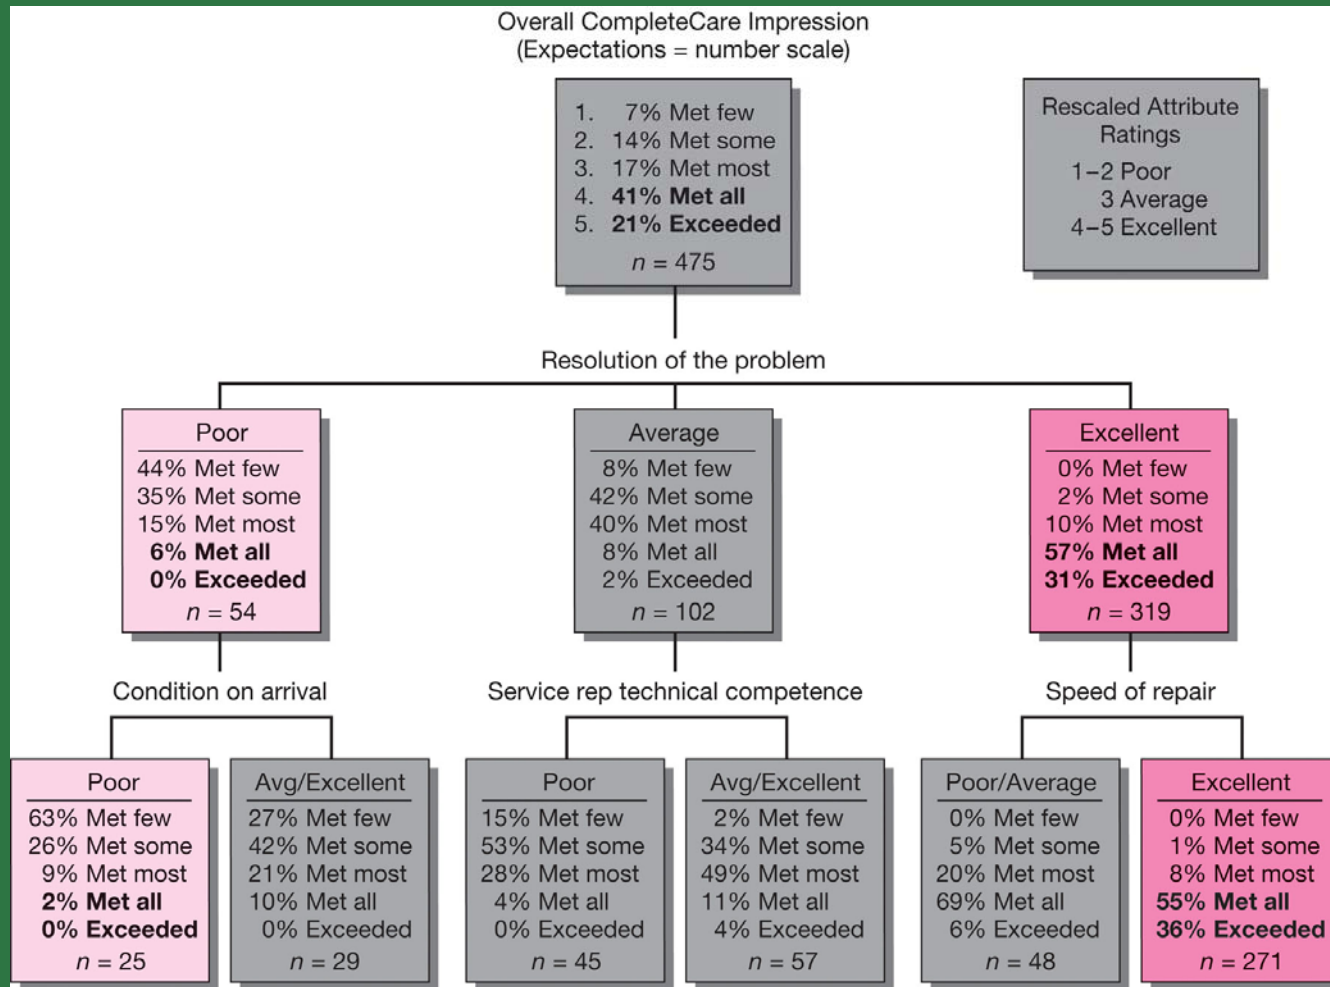 Overall CompleteCare Impression
(Expectations = number scale)
1. 7% Met few
2. 14% Met some
3. 17% Met most
4. 41% Met all
5. 21% Exceeded
n = 475
Rescaled Attribute
Ratings
1–2 Poor
3 Average
4–5 Excellent
Resolution of the problem
Poor
44% Met few
35% Met some
15% Met most
6% Met all
0% Exceeded
n = 54
Average
8% Met few
42% Met some
40% Met most
8% Met all
2% Exceeded
n = 102
Excellent
0% Met few
2% Met some
10% Met most
57% Met all
31% Exceeded
n = 319
Condition on arrival
Service rep technical competence
Speed of repair
Poor
63% Met few
26% Met some
9% Met most
2% Met all
0% Exceeded
n = 25
Avg/Excellent
27% Met few
42% Met some
21% Met most
10% Met all
0% Exceeded
n = 29
Poor
15% Met few
53% Met some
28% Met most
4% Met all
0% Exceeded
n = 45
Avg/Excellent
2% Met few
34% Met some
49% Met most
11% Met all
4% Exceeded
n = 57
Poor/Average
0% Met few
5% Met some
20% Met most
69% Met all
6% Exceeded
n = 48
Excellent
0% Met few
1% Met some
8% Met most
55% Met all
36% Exceeded
n = 271